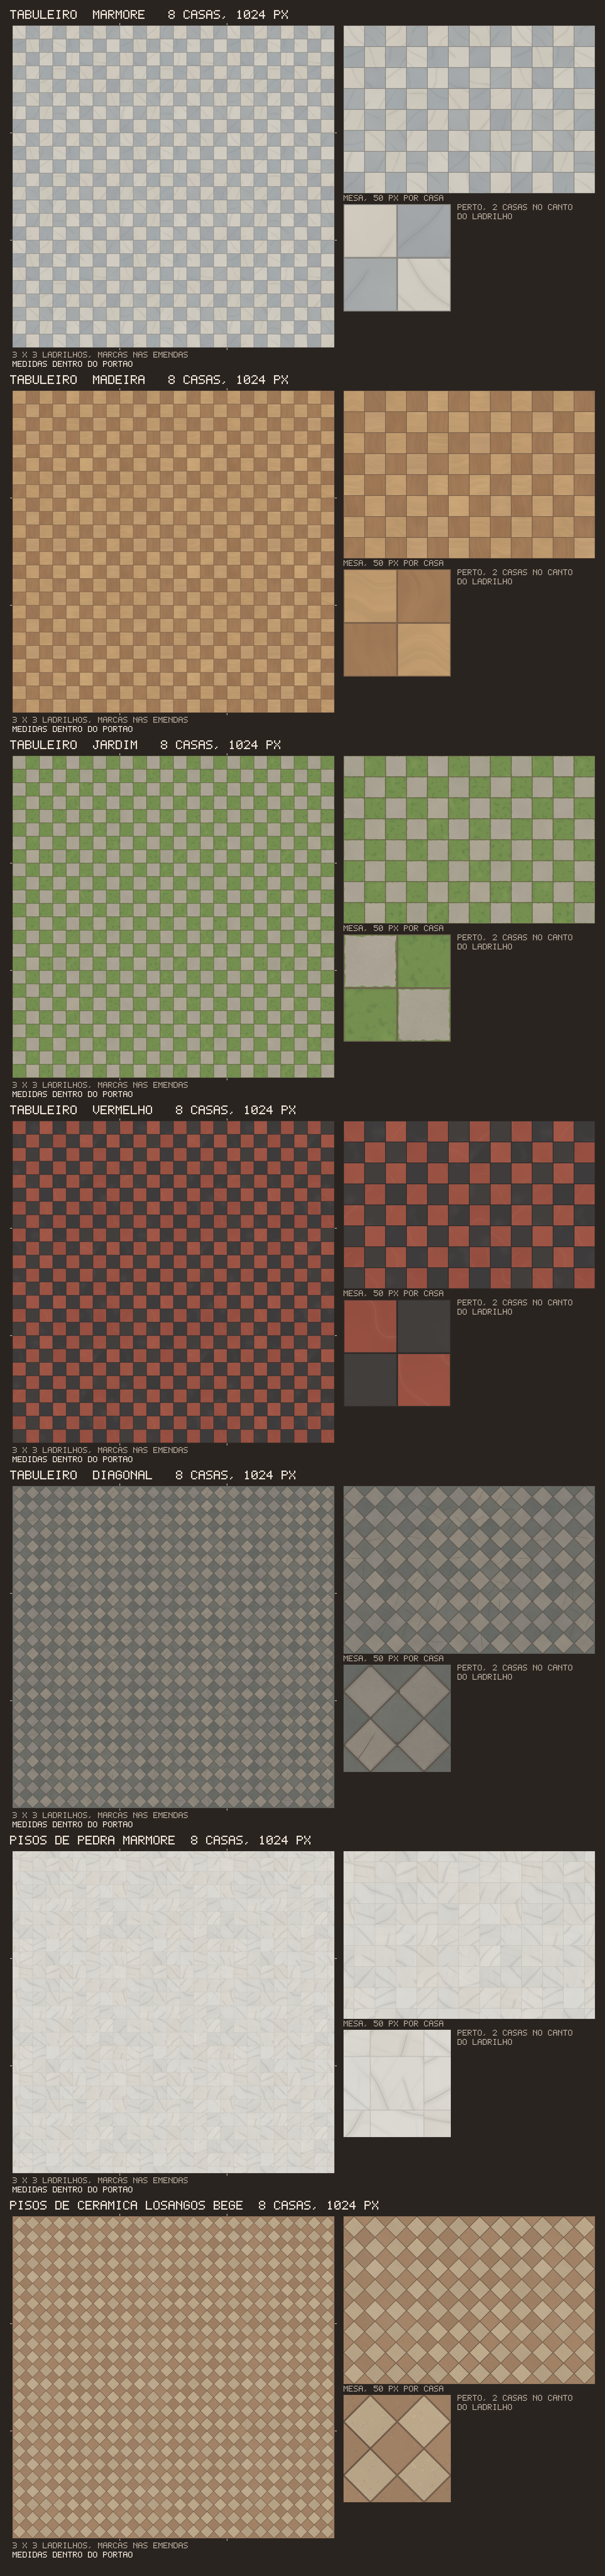 TABULEIRO  MARMORE   8 CASAS, 1024 PX
MESA, 50 PX POR CASA
PERTO, 2 CASAS NO CANTO
DO LADRILHO
3 X 3 LADRILHOS, MARCAS NAS EMENDAS
MEDIDAS DENTRO DO PORTAO
TABULEIRO  MADEIRA   8 CASAS, 1024 PX
MESA, 50 PX POR CASA
PERTO, 2 CASAS NO CANTO
DO LADRILHO
3 X 3 LADRILHOS, MARCAS NAS EMENDAS
MEDIDAS DENTRO DO PORTAO
TABULEIRO  JARDIM   8 CASAS, 1024 PX
MESA, 50 PX POR CASA
PERTO, 2 CASAS NO CANTO
DO LADRILHO
3 X 3 LADRILHOS, MARCAS NAS EMENDAS
MEDIDAS DENTRO DO PORTAO
TABULEIRO  VERMELHO   8 CASAS, 1024 PX
MESA, 50 PX POR CASA
PERTO, 2 CASAS NO CANTO
DO LADRILHO
3 X 3 LADRILHOS, MARCAS NAS EMENDAS
MEDIDAS DENTRO DO PORTAO
TABULEIRO  DIAGONAL   8 CASAS, 1024 PX
MESA, 50 PX POR CASA
PERTO, 2 CASAS NO CANTO
DO LADRILHO
3 X 3 LADRILHOS, MARCAS NAS EMENDAS
MEDIDAS DENTRO DO PORTAO
PISOS DE PEDRA MARMORE  8 CASAS, 1024 PX
MESA, 50 PX POR CASA
PERTO, 2 CASAS NO CANTO
DO LADRILHO
3 X 3 LADRILHOS, MARCAS NAS EMENDAS
MEDIDAS DENTRO DO PORTAO
PISOS DE CERAMICA LOSANGOS BEGE  8 CASAS, 1024 PX
MESA, 50 PX POR CASA
PERTO, 2 CASAS NO CANTO
DO LADRILHO
3 X 3 LADRILHOS, MARCAS NAS EMENDAS
MEDIDAS DENTRO DO PORTAO